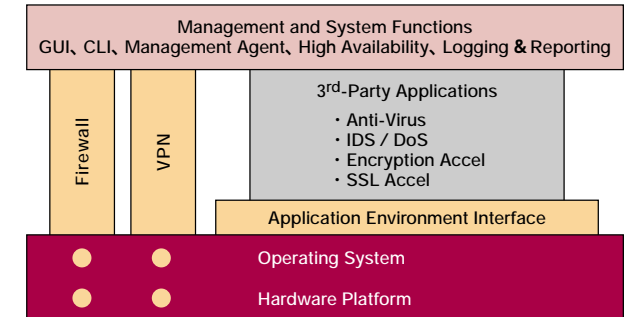 Management and System Functions
GUI、CLI、Management Agent、High Availability、Logging & Reporting
Firewall
VPN
3rd-Party Applications
・Anti-Virus
・IDS / DoS
・Encryption Accel
・SSL Accel
Application Environment Interface
Operating System
Hardware Platform